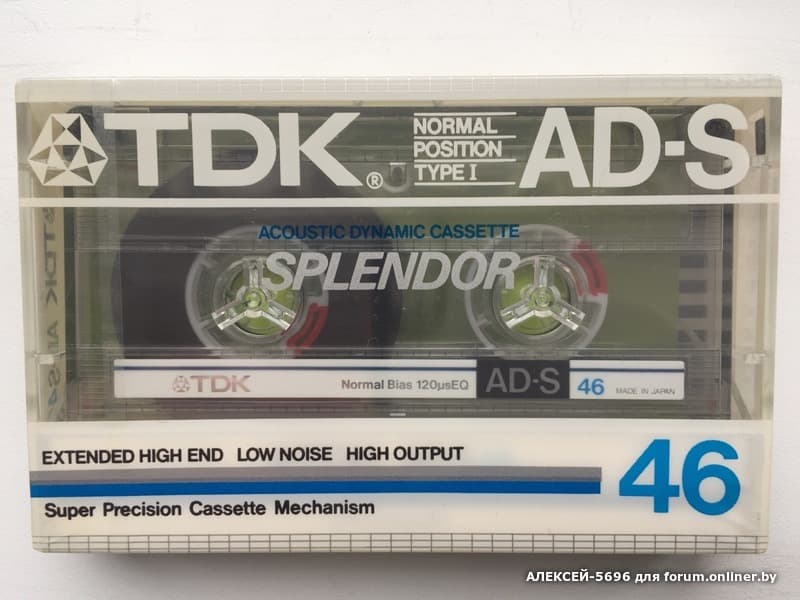 TDK® NORMAL POSITION TYPE I AD-S
ACOUSTIC DYNAMIC CASSETTE
SPLENDOR
TDK Normal Bias 120µsEQ AD-S 46 MADE IN JAPAN
EXTENDED HIGH END LOW NOISE HIGH OUTPUT
46
Super Precision Cassette Mechanism
АЛЕКСЕЙ-5696 для forum.onliner.by